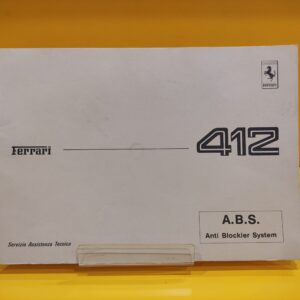 Ferrari
412
A.B.S.
Anti Blockier System
Servizio Assistenza Tecnica